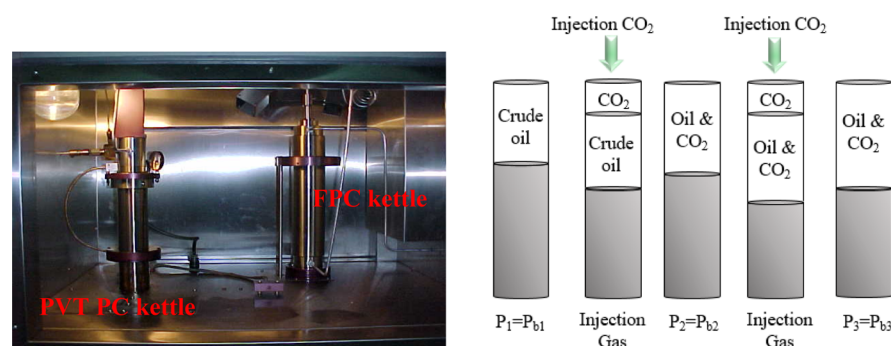 FPC kettle
PVT PC kettle
Injection CO₂
Injection CO₂
Crude
oil
CO₂
Crude
oil
Oil &
CO₂
CO₂
Oil &
CO₂
Oil &
CO₂
P₁=Pb1
Injection
Gas
P₂=Pb2
Injection
Gas
P₃=Pb3